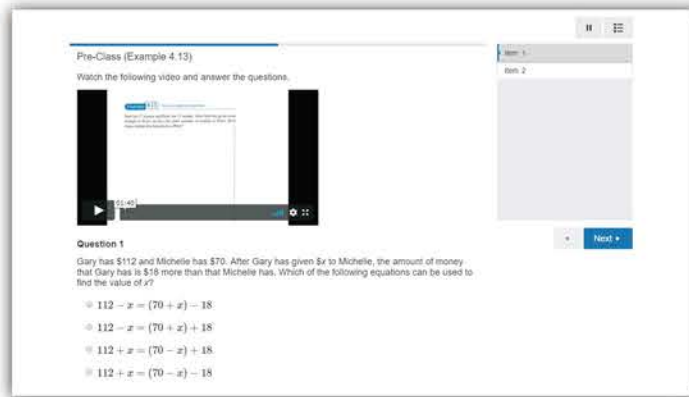 Pre-Class (Example 4.13)
Watch the following video and answer the questions.
01:40
Question 1
Gary has $112 and Michelle has $70. After Gary has given $x to Michelle, the amount of money
that Gary has is $18 more than that Michelle has. Which of the following equations can be used to
find the value of x?
112 − x = (70 + x) − 18
112 − x = (70 + x) + 18
112 + x = (70 − x) + 18
112 + x = (70 − x) − 18
Item 1
Item 2
Next